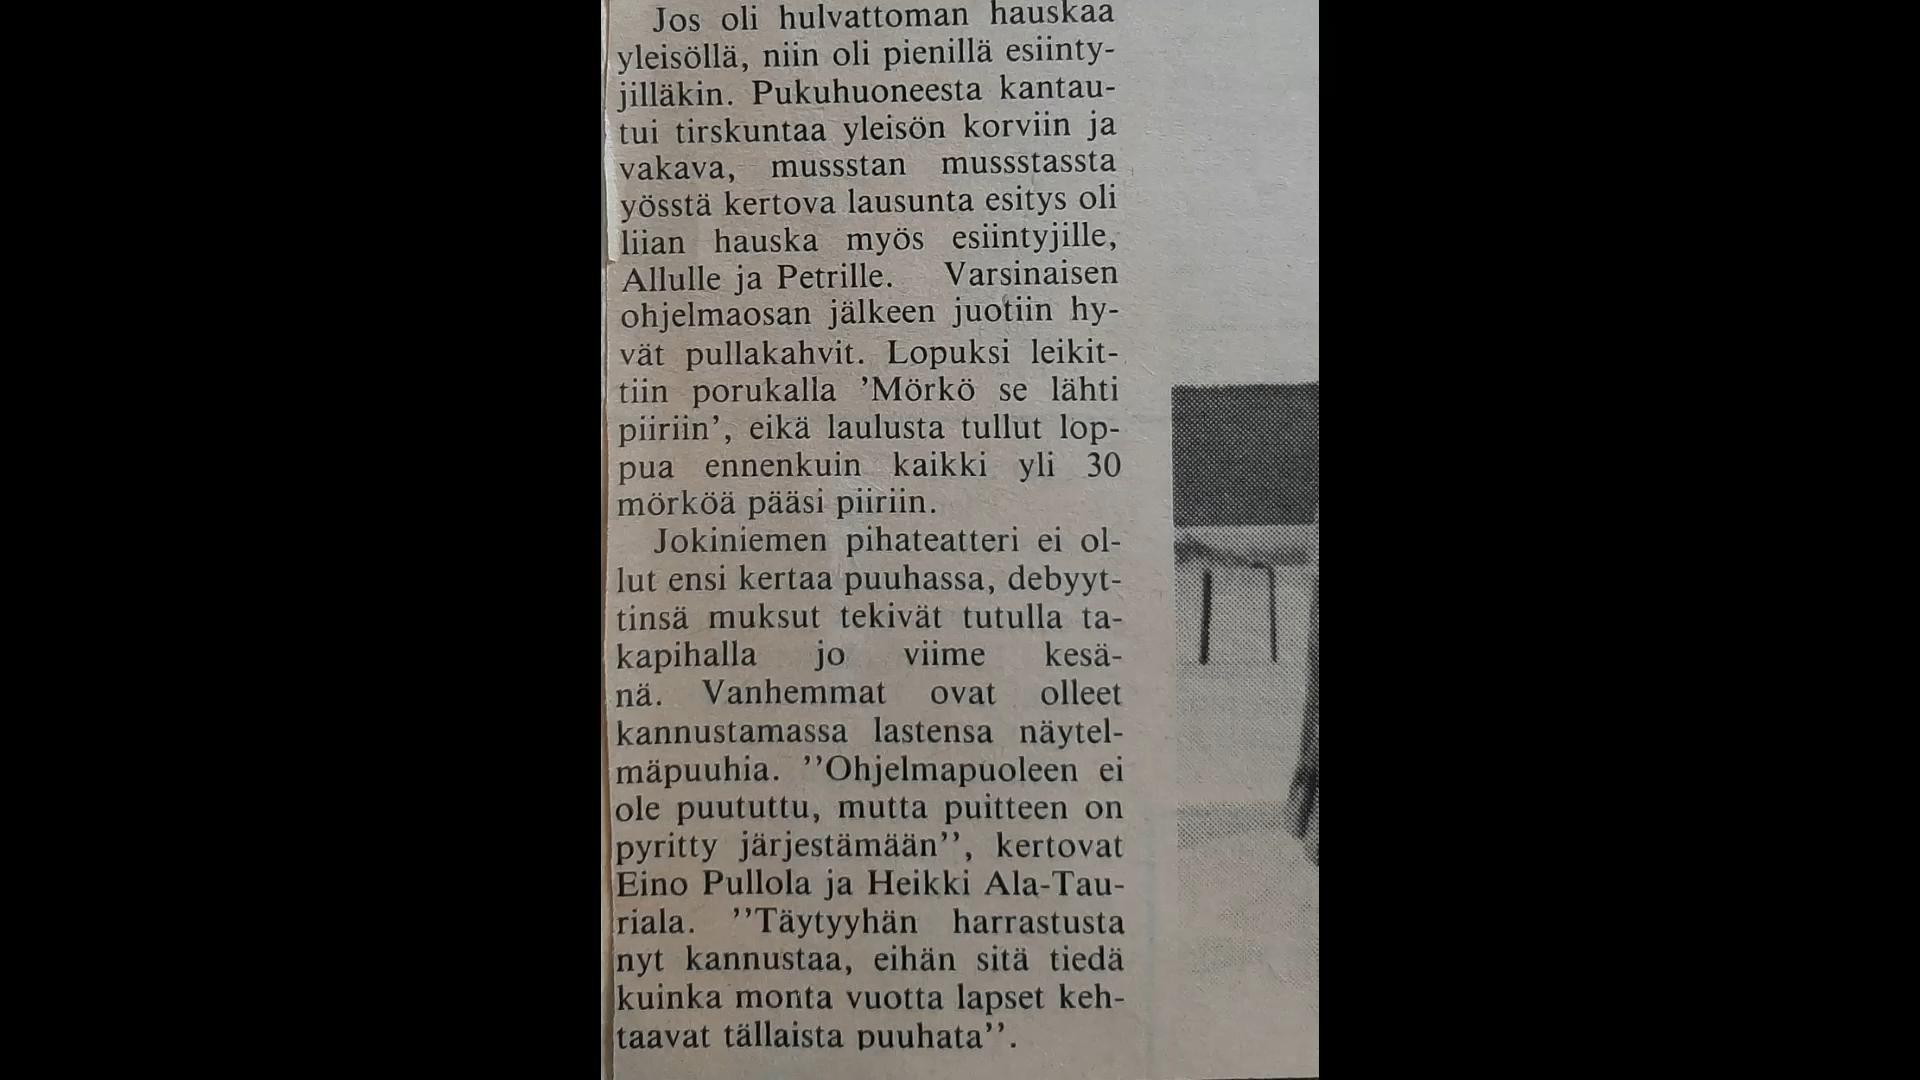 Jos oli hulvattoman hauskaa
yleisöllä, niin oli pienillä esiinty-
jilläkin. Pukuhuoneesta kantau-
tui tirskuntaa yleisön korviin ja
vakava, mussstan mussstassta
yösstä kertova lausunta esitys oli
liian hauska myös esiintyjille,
Allulle ja Petrille. Varsinaisen
ohjelmaosan jälkeen juotiin hy-
vät pullakahvit. Lopuksi leikit-
tiin porukalla ’Mörkö se lähti
piiriin’, eikä laulusta tullut lop-
pua ennenkuin kaikki yli 30
mörköä pääsi piiriin.
Jokiniemen pihateatteri ei ol-
lut ensi kertaa puuhassa, debyyt-
tinsä muksut tekivät tutulla ta-
kapihalla jo viime kesä-
nä. Vanhemmat ovat olleet
kannustamassa lastensa näytel-
mäpuuhia. ’’Ohjelmapuoleen ei
ole puututtu, mutta puitteen on
pyritty järjestämään’’, kertovat
Eino Pullola ja Heikki Ala-Tau-
riala. ’’Täytyyhän harrastusta
nyt kannustaa, eihän sitä tiedä
kuinka monta vuotta lapset keh-
taavat tällaista puuhata’’.